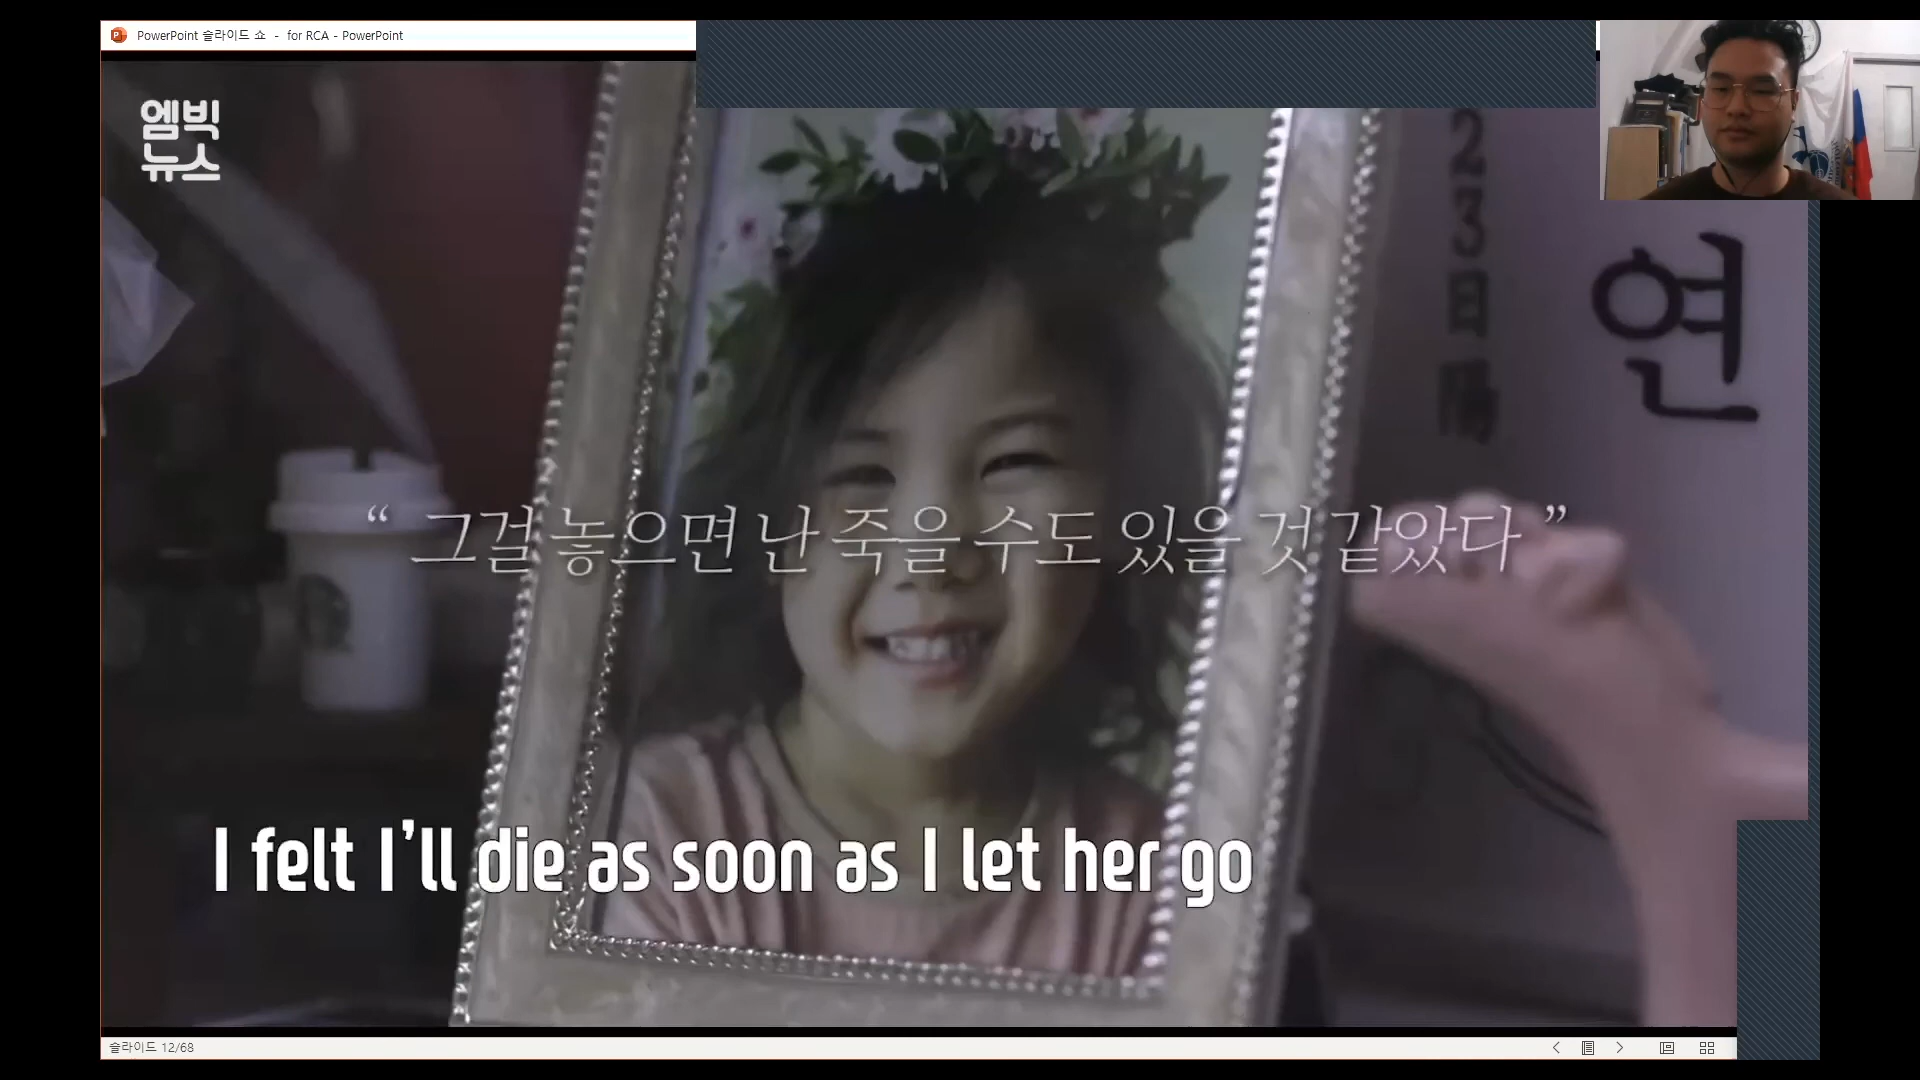 PowerPoint 슬라이드 쇼 - for RCA - PowerPoint
엠빅
뉴스
23日
연
“ 그걸 놓으면 난 죽을 수도 있을 것 같았다 ”
I felt I'll die as soon as I let her go
슬라이드 12/68